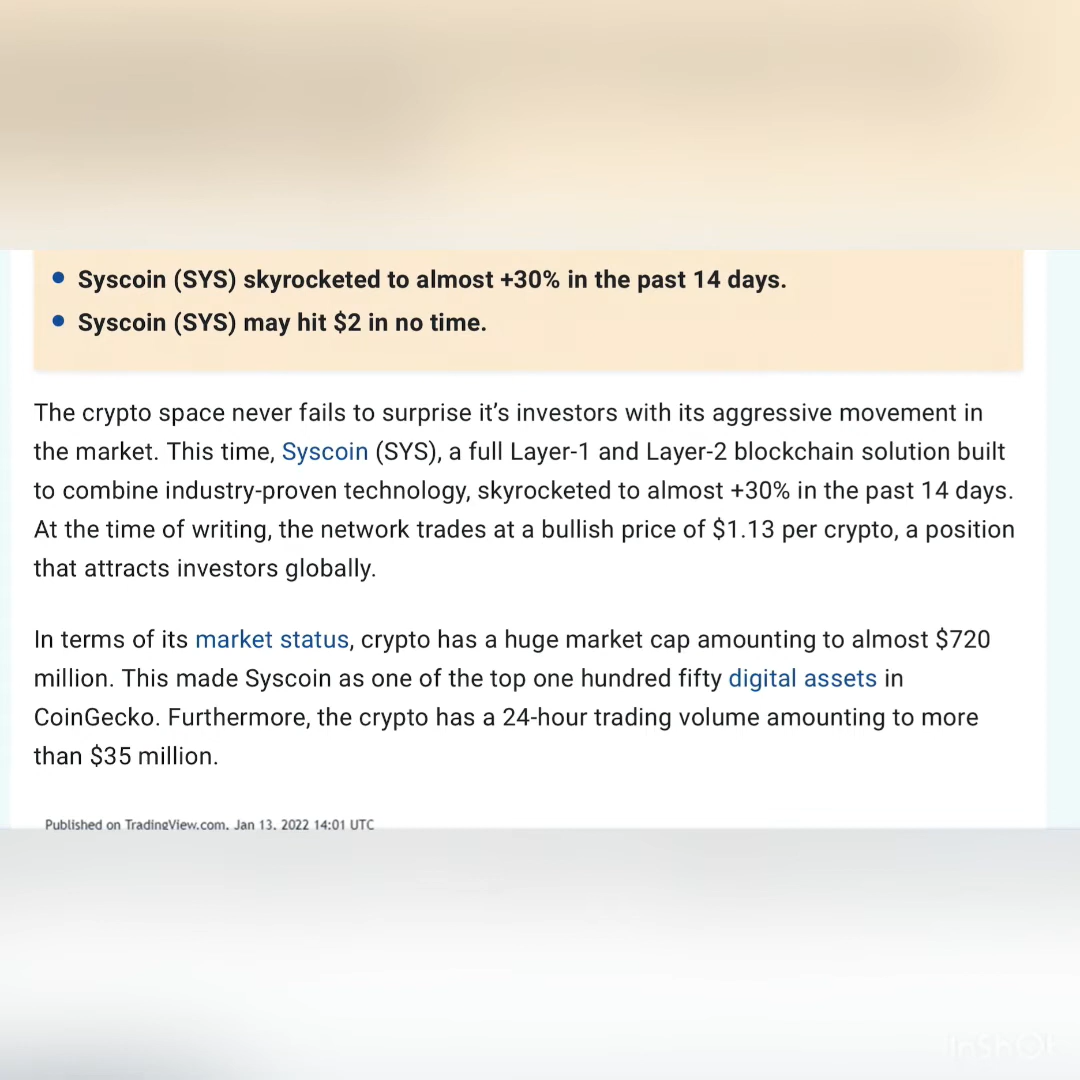 Syscoin (SYS) skyrocketed to almost +30% in the past 14 days.
Syscoin (SYS) may hit $2 in no time.
The crypto space never fails to surprise it’s investors with its aggressive movement in
the market. This time, Syscoin (SYS), a full Layer-1 and Layer-2 blockchain solution built
to combine industry-proven technology, skyrocketed to almost +30% in the past 14 days.
At the time of writing, the network trades at a bullish price of $1.13 per crypto, a position
that attracts investors globally.
In terms of its market status, crypto has a huge market cap amounting to almost $720
million. This made Syscoin as one of the top one hundred fifty digital assets in
CoinGecko. Furthermore, the crypto has a 24-hour trading volume amounting to more
than $35 million.
Published on TradingView.com, Jan 13, 2022 14:01 UTC
InShOt